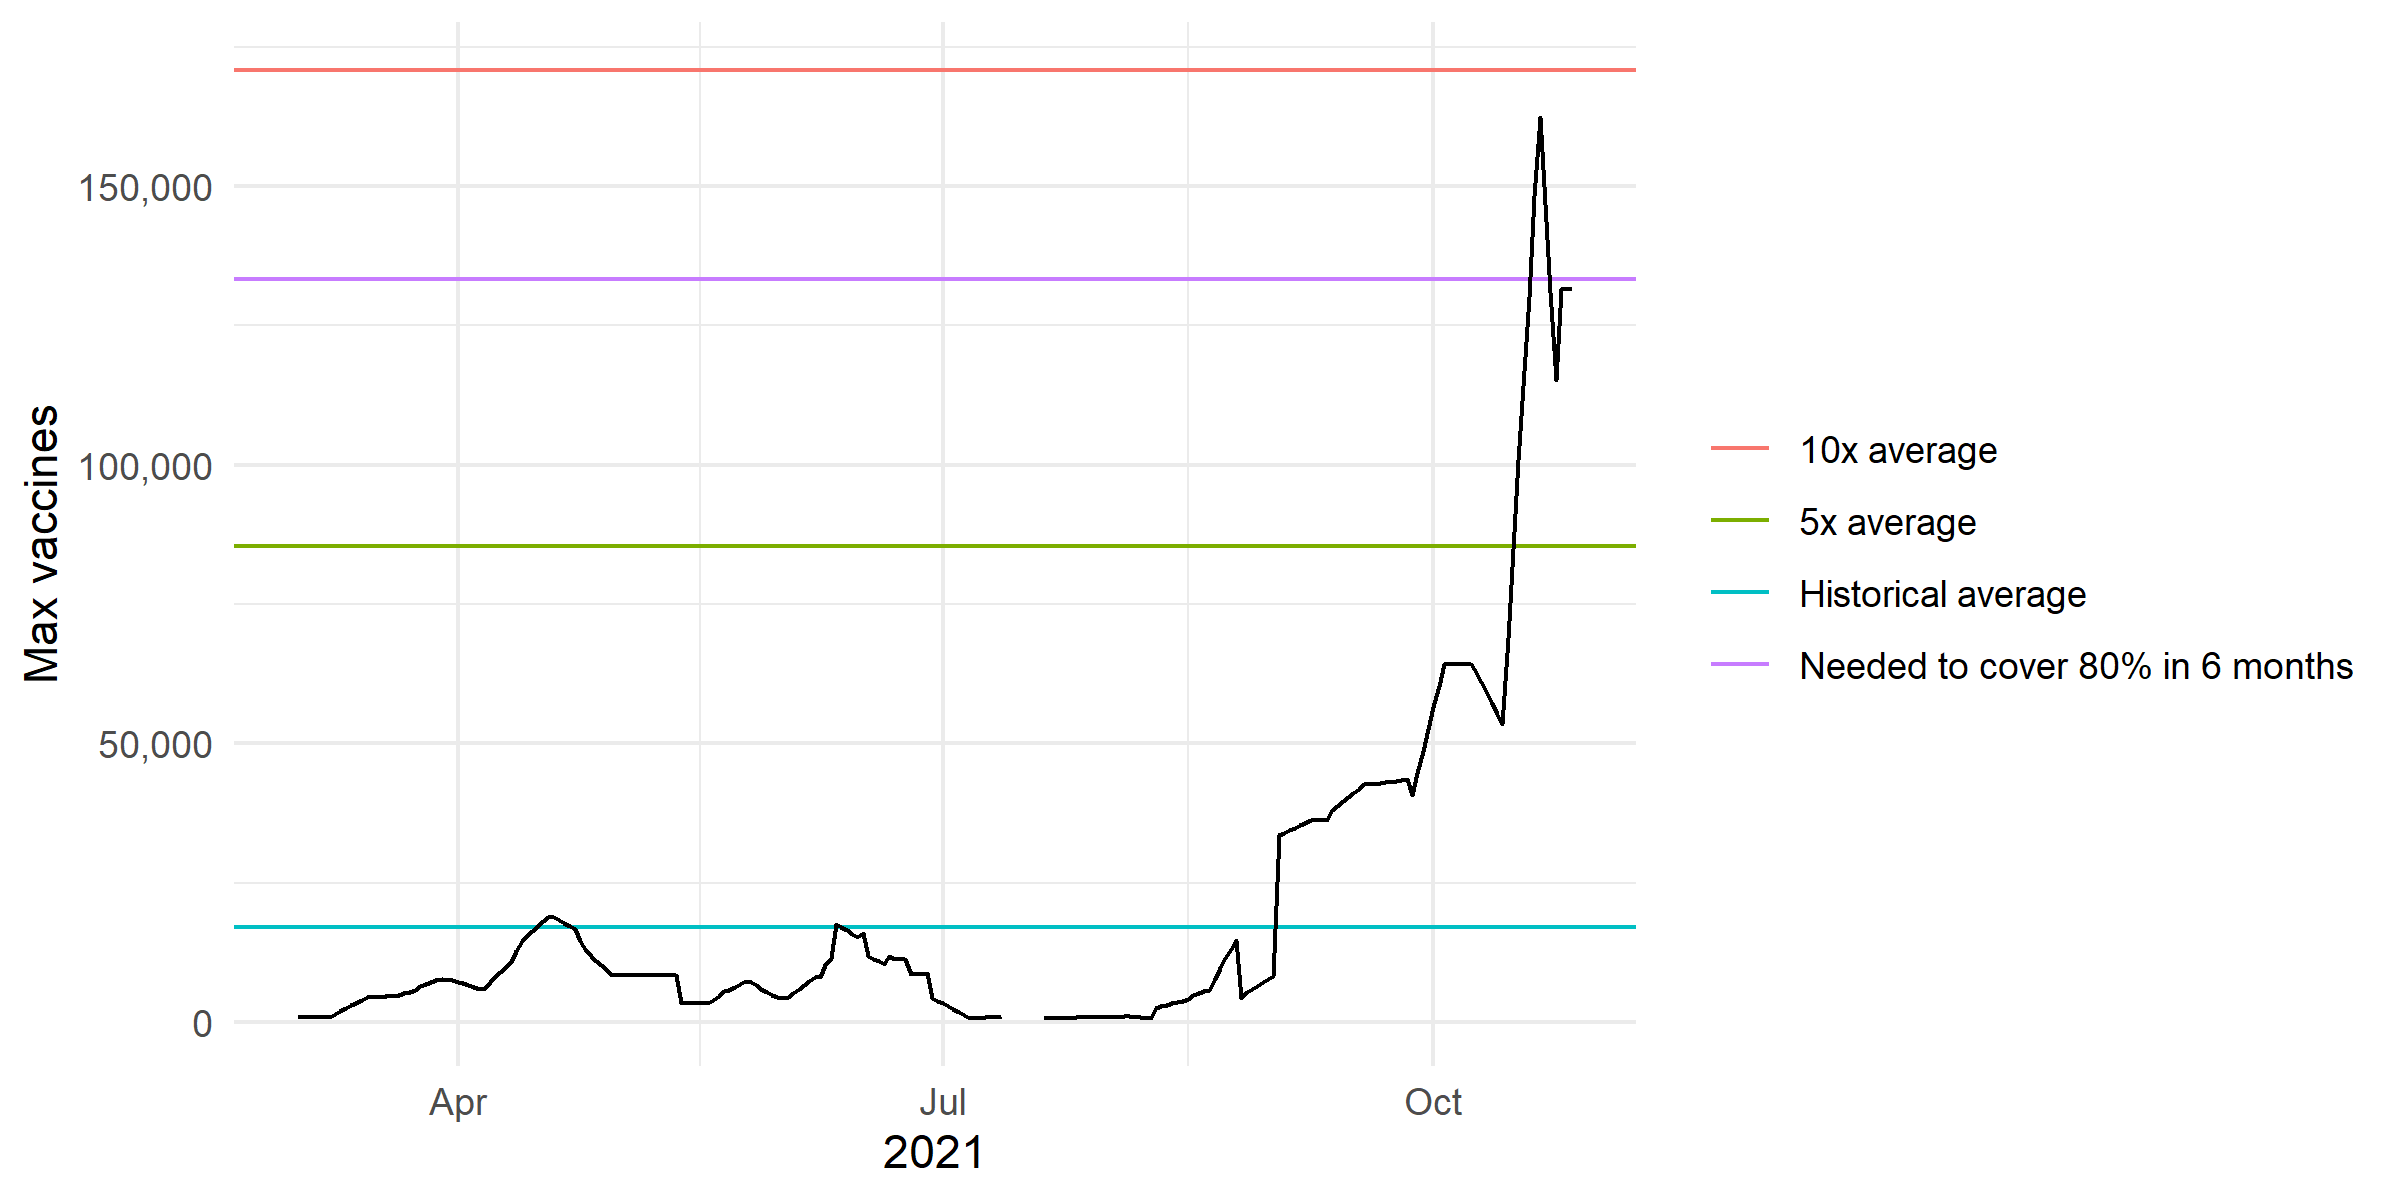 Max vaccines
150,000
100,000
50,000
0
Apr
Jul
Oct
2021
10x average
5x average
Historical average
Needed to cover 80% in 6 months